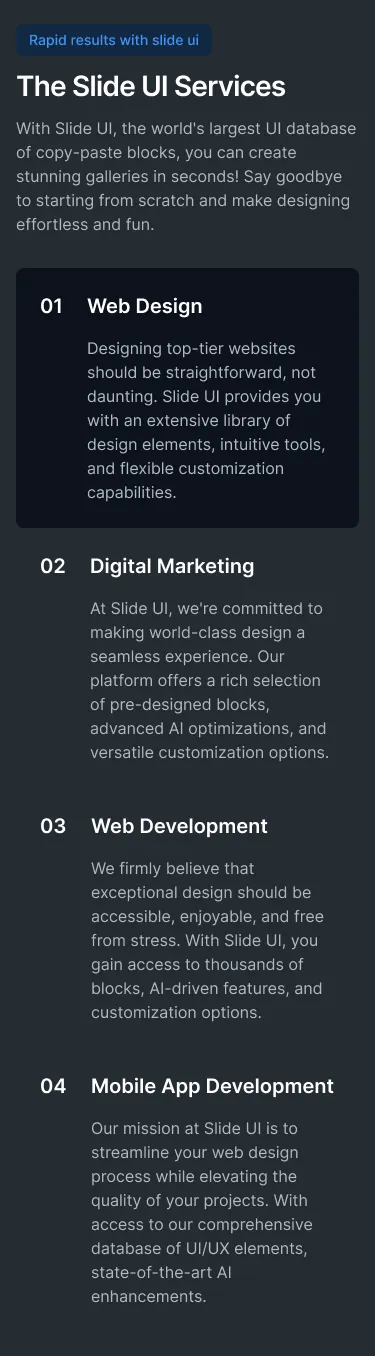 Rapid results with slide ui
The Slide UI Services
With Slide UI, the world's largest UI database
of copy-paste blocks, you can create
stunning galleries in seconds! Say goodbye
to starting from scratch and make designing
effortless and fun.
01 Web Design
Designing top-tier websites
should be straightforward, not
daunting. Slide UI provides you
with an extensive library of
design elements, intuitive tools,
and flexible customization
capabilities.
02 Digital Marketing
At Slide UI, we're committed to
making world-class design a
seamless experience. Our
platform offers a rich selection
of pre-designed blocks,
advanced AI optimizations, and
versatile customization options.
03 Web Development
We firmly believe that
exceptional design should be
accessible, enjoyable, and free
from stress. With Slide UI, you
gain access to thousands of
blocks, AI-driven features, and
customization options.
04 Mobile App Development
Our mission at Slide UI is to
streamline your web design
process while elevating the
quality of your projects. With
access to our comprehensive
database of UI/UX elements,
state-of-the-art AI
enhancements.